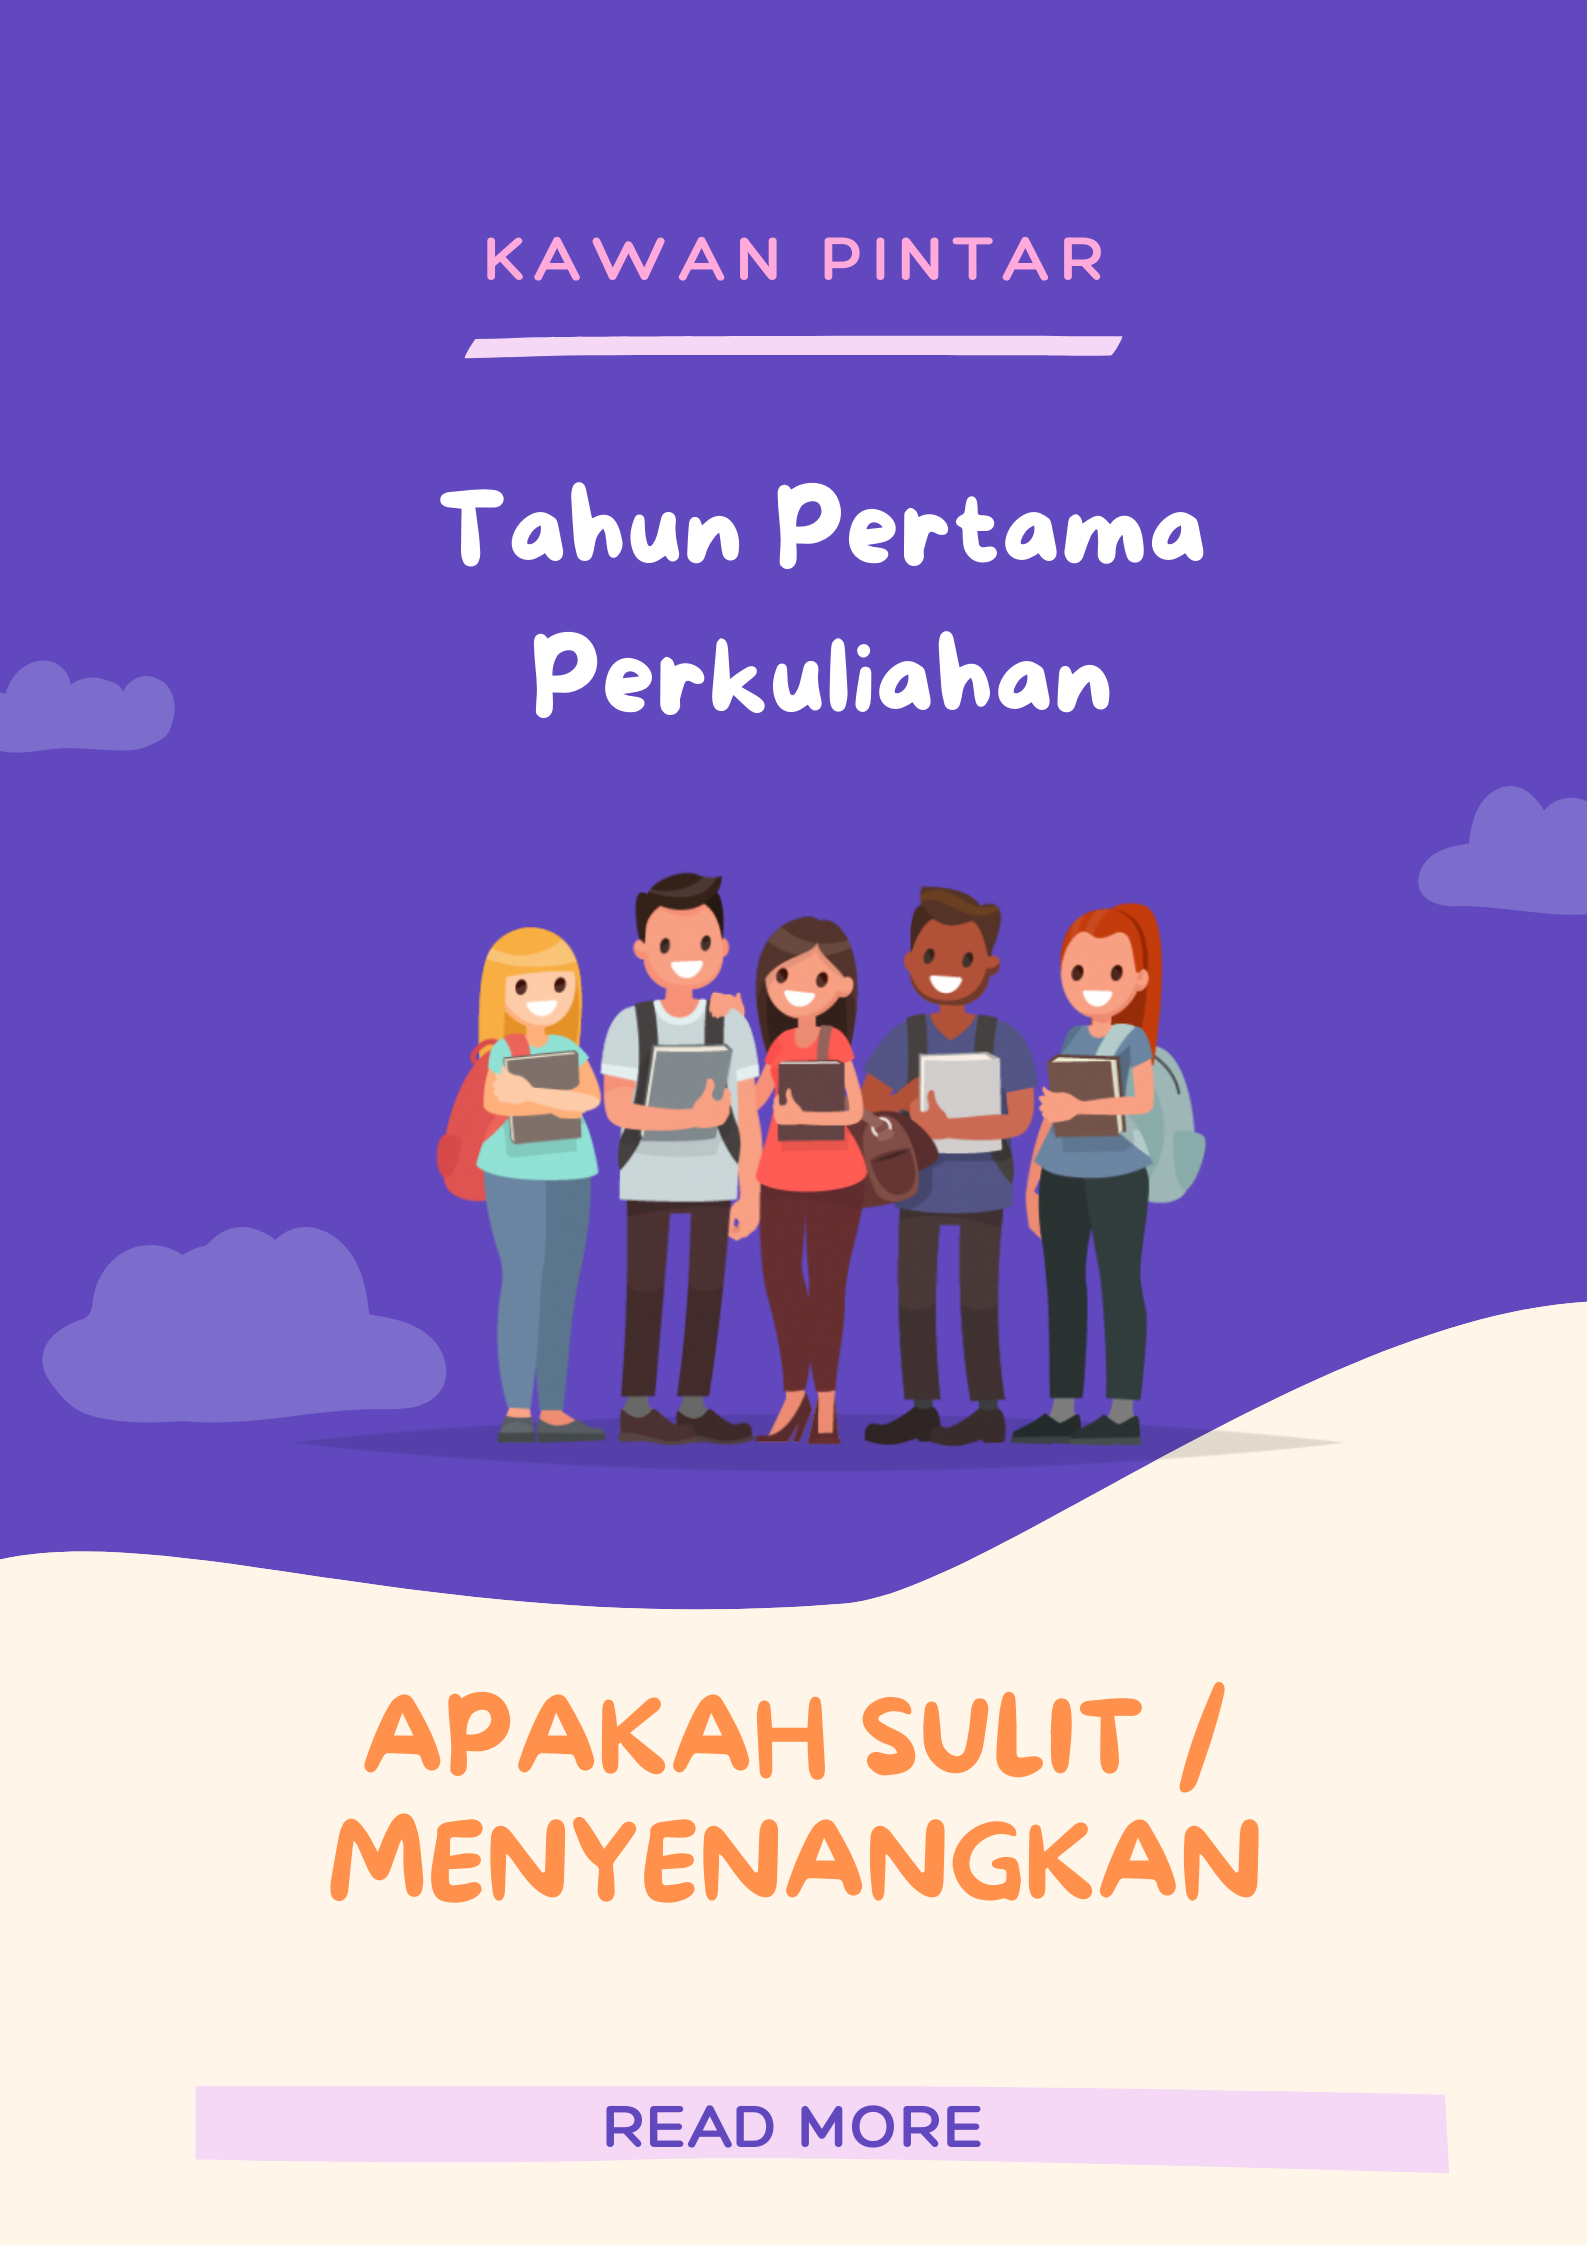 KAWAN PINTAR
Tahun Pertama
Perkuliahan
APAKAH SULIT /
MENYENANGKAN
READ MORE